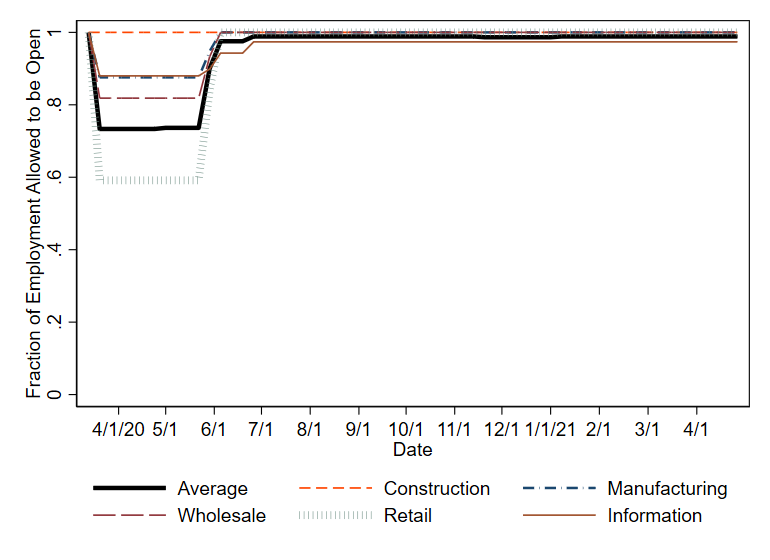 Fraction of Employment Allowed to be Open
1
.8
.6
.4
.2
0
4/1/20 5/1 6/1 7/1 8/1 9/1 10/1 11/1 12/1 1/1/21 2/1 3/1 4/1
Date
Average Construction Manufacturing
Wholesale Retail Information